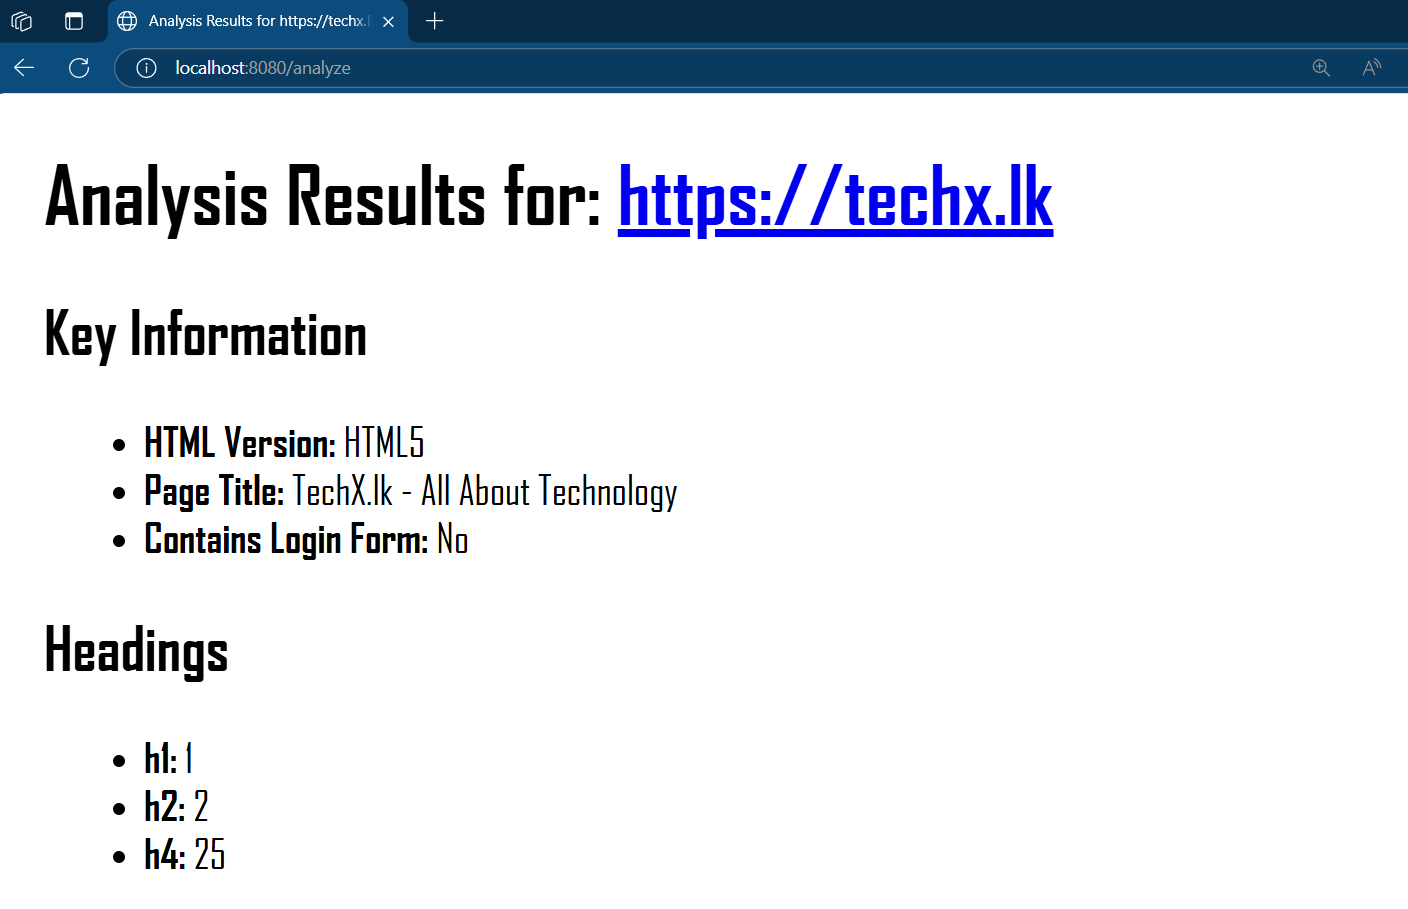 Analysis Results for https://techx.l
localhost:8080/analyze
Analysis Results for: https://techx.lk
Key Information
HTML Version: HTML5
Page Title: TechX.lk - All About Technology
Contains Login Form: No
Headings
h1: 1
h2: 2
h4: 25